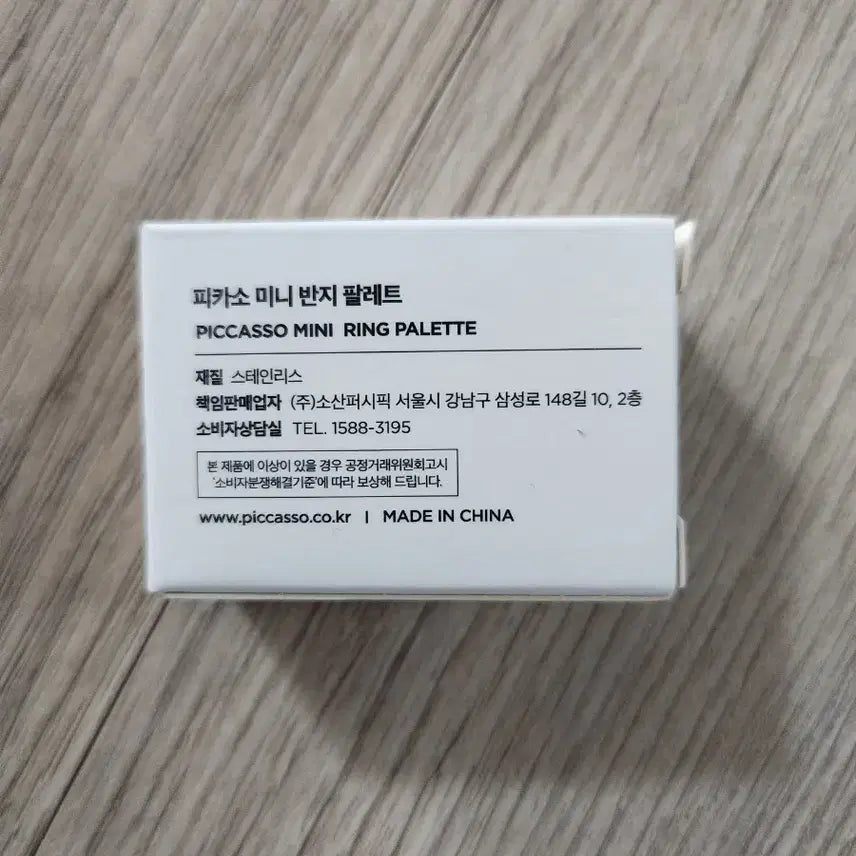 피카소 미니 반지 팔레트
PICCASSO MINI RING PALETTE
재질 스테인리스
책임판매업자 (주)소산퍼시픽 서울시 강남구 삼성로 148길 10, 2층
소비자상담실 TEL. 1588-3195
본 제품에 이상이 있을 경우 공정거래위원회고시
'소비자분쟁해결기준'에 따라 보상해 드립니다.
www.piccasso.co.kr | MADE IN CHINA